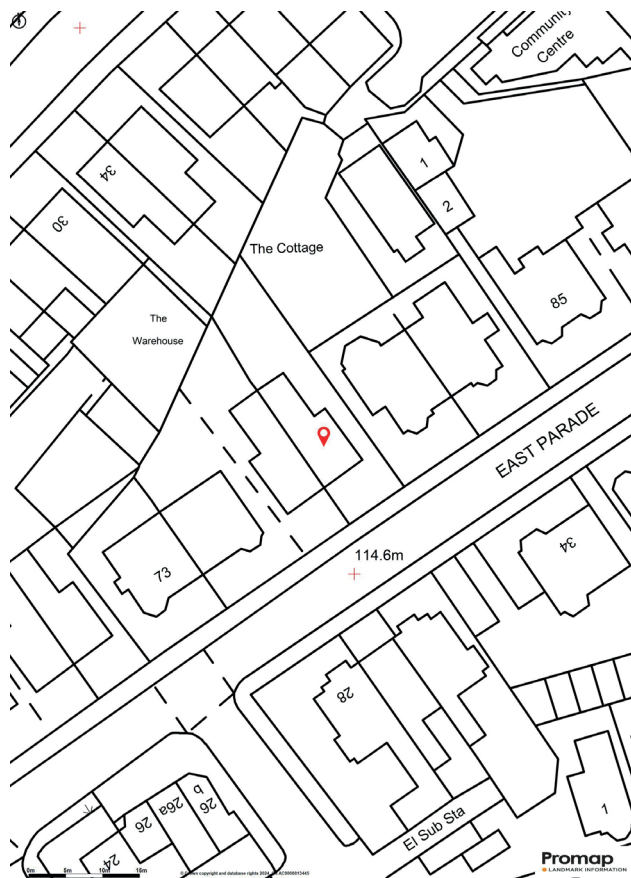 Community
Centre
34
1
30
2
The Cottage
The
Warehouse
85
EAST PARADE
114.6m
73
34
28
26
26a
26
b
24
El Sub Sta
1
0m 5m 10m 15m
Promap
LANDMARK INFORMATION